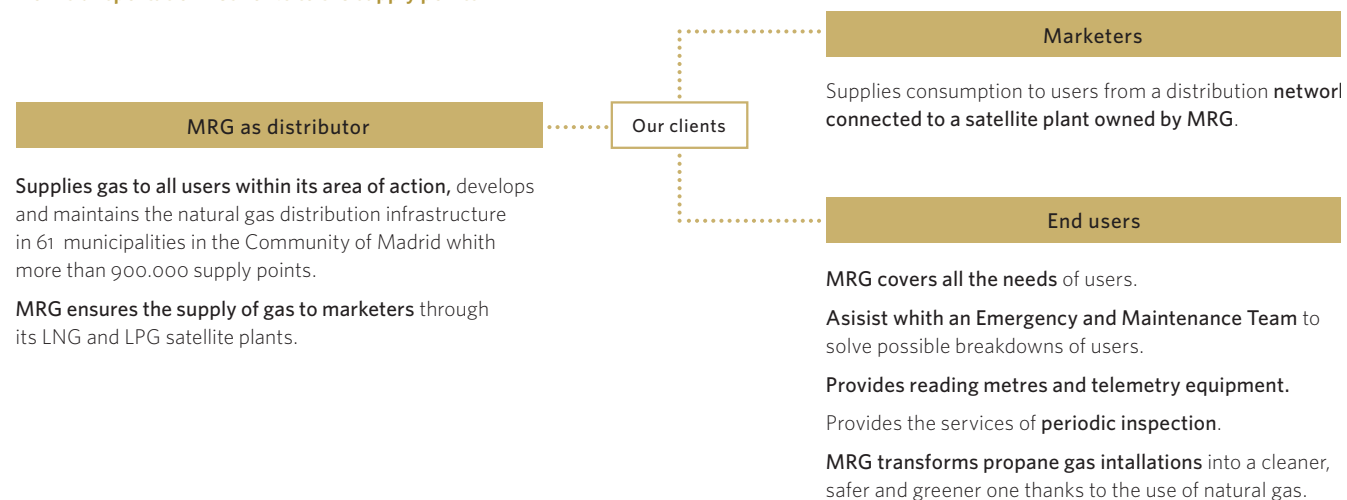 MRG as distributor
Supplies gas to all users within its area of action, develops
and maintains the natural gas distribution infrastructure
in 61 municipalities in the Community of Madrid whith
more than 900.000 supply points.
MRG ensures the supply of gas to marketers through
its LNG and LPG satellite plants.
Our clients
Marketers
Supplies consumption to users from a distribution
connected to a satellite plant owned by MRG.
End users
MRG covers all the needs of users.
Asisist whith an Emergency and Maintenance Team to
solve possible breakdowns of users.
Provides reading metres and telemetry equipment.
Provides the services of periodic inspection.
MRG transforms propane gas intallations into a cleaner,
safer and greener one thanks to the use of natural gas.